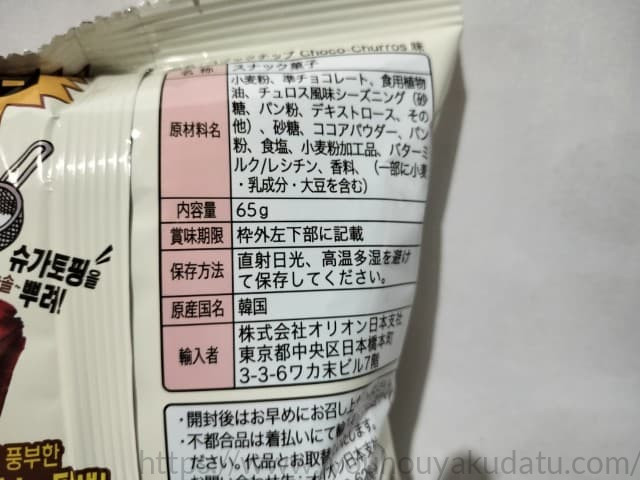 チップ Choco-Churros 味
名称 スナック菓子
原材料名
小麦粉、準チョコレート、食用植物
油、チュロス風味シーズニング（砂
糖、パン粉、デキストロース、その
他）、砂糖、ココアパウダー、パン
粉、食塩、小麦粉加工品、バターミ
ルク/レシチン、香料、（一部に小麦
・乳成分・大豆を含む）
内容量 65g
賞味期限 枠外左下部に記載
保存方法
直射日光、高温多湿を避け
て保存してください。
原産国名 韓国
輸入者
株式会社オリオン日本支社
東京都中央区日本橋本町
3-3-6ワカ末ビル7階
・開封後はお早めにお召し上
・不都合品は着払いにて
します。
ださい。代品とお取替
슈가토핑을
솔~뿌려!
풍부한